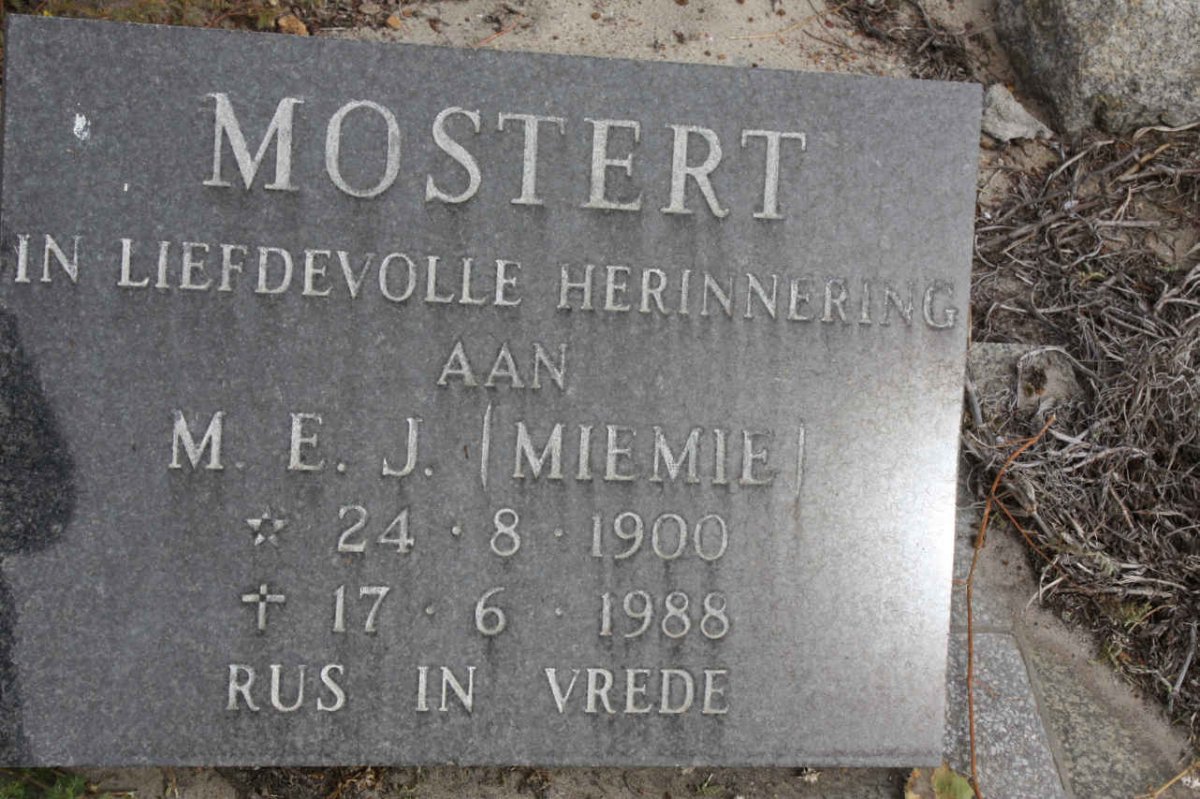 MOSTERT
IN LIEFDEVOLLE HERINNERING
AAN
M. E. J. (MIEMIE)
☆ 24 · 8 · 1900
✝ 17 · 6 · 1988
RUS IN VREDE